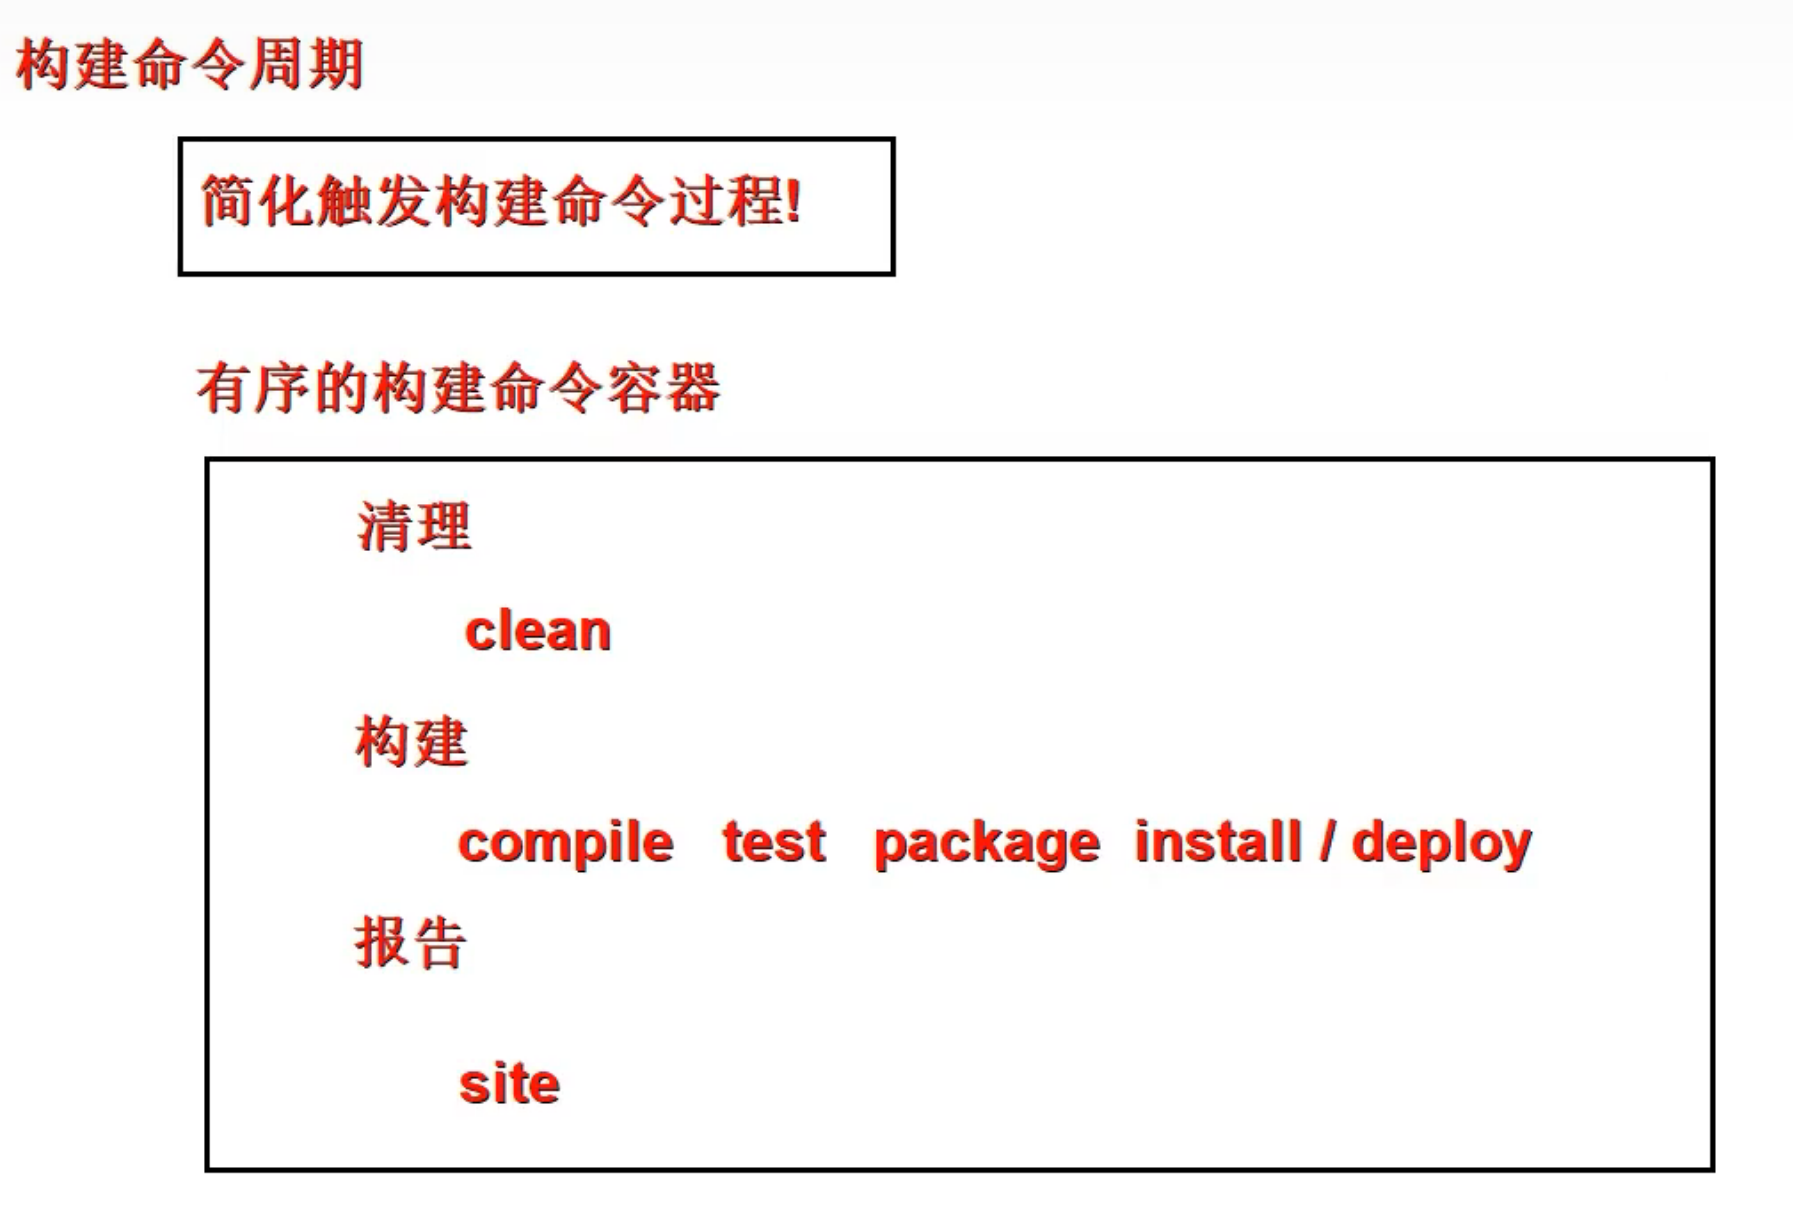 构建命令周期
简化触发构建命令过程!
有序的构建命令容器
清理
clean
构建
compile test package install / deploy
报告
site